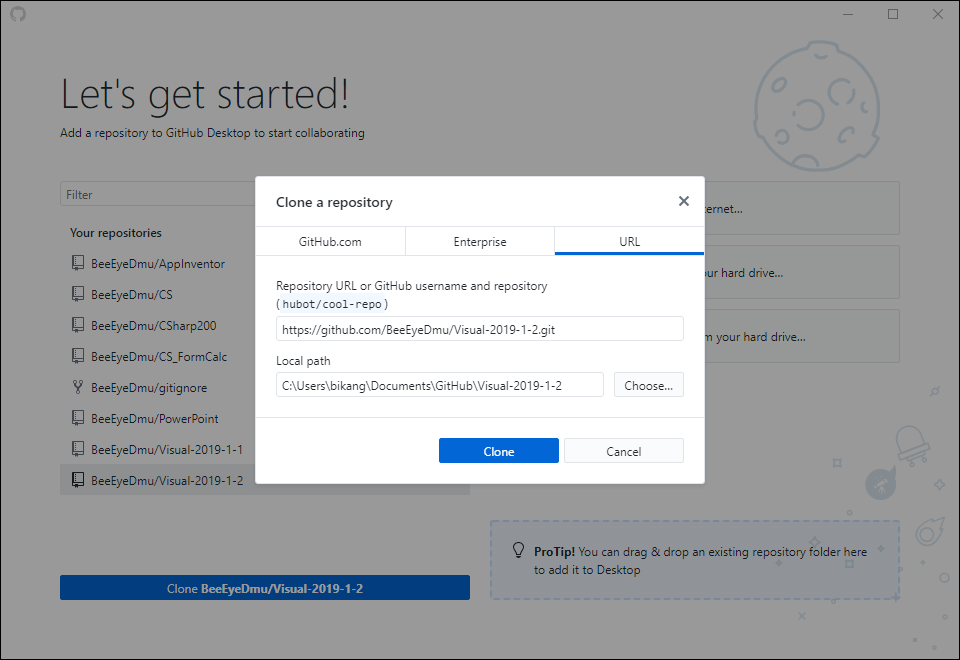 Let's get started!
Add a repository to GitHub Desktop to start collaborating
Filter
Your repositories
BeeEyeDmu/AppInventor
BeeEyeDmu/CS
BeeEyeDmu/CSharp200
BeeEyeDmu/CS_FormCalc
BeeEyeDmu/gitignore
BeeEyeDmu/PowerPoint
BeeEyeDmu/Visual-2019-1-1
BeeEyeDmu/Visual-2019-1-2
Clone BeeEyeDmu/Visual-2019-1-2
Clone a repository
GitHub.com
Enterprise
URL
Repository URL or GitHub username and repository
(hubot/cool-repo)
https://github.com/BeeEyeDmu/Visual-2019-1-2.git
Local path
C:\Users\bikang\Documents\GitHub\Visual-2019-1-2
Choose...
Clone
Cancel
ernet...
ur hard drive...
m your hard drive...
ProTip! You can drag & drop an existing repository folder here
to add it to Desktop